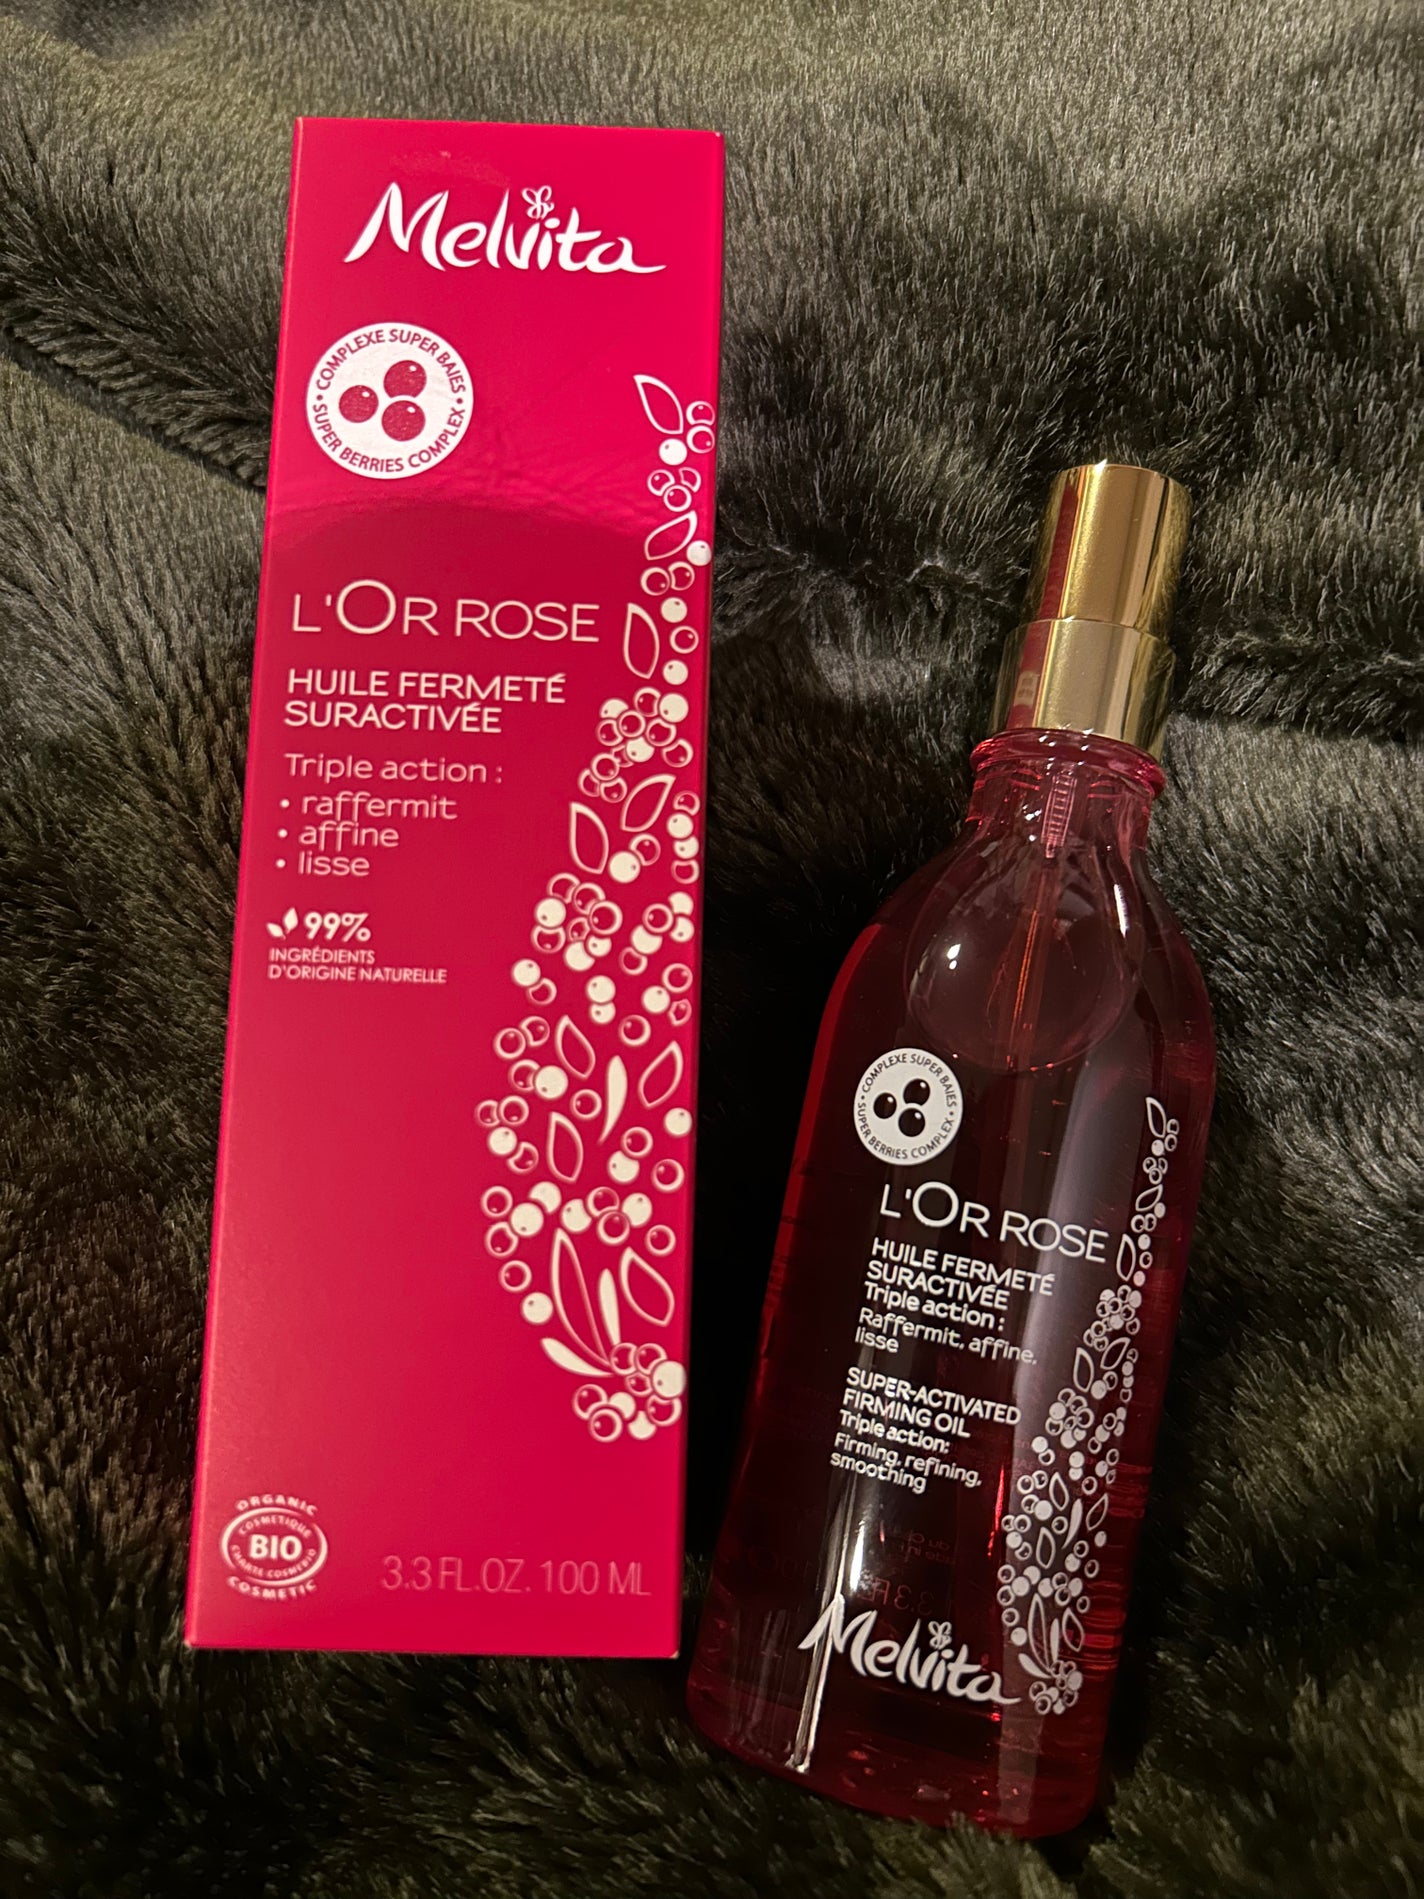 Melvita
• COMPLEXE SUPER BAIES •
SUPER BERRIES COMPLEX
L'OR ROSE
HUILE FERMETÉ
SURACTIVÉE
Triple action :
• raffermit
• affine
• lisse
99%
INGRÉDIENTS
D'ORIGINE NATURELLE
ORGANIC
COSMETIQUE
BIO
CHARTE COSMEBIO
COSMETIC
3.3 FL.OZ. 100 ML
• COMPLEXE SUPER BAIES •
SUPER BERRIES COMPLEX
L'OR ROSE
HUILE FERMETÉ
SURACTIVÉE
Triple action :
Raffermit, affine,
lisse
SUPER-ACTIVATED
FIRMING OIL
Triple action:
Firming, refining,
smoothing
Melvita